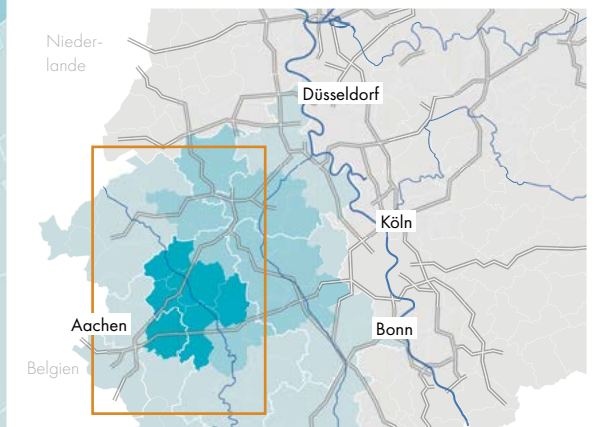 Nieder-
lande
Düsseldorf
Köln
Aachen
Bonn
Belgien